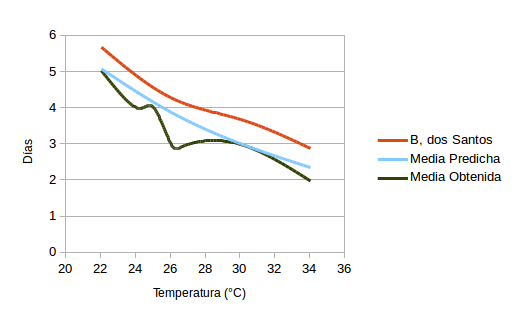 6
5
4
3
2
1
0
Días
20 22 24 26 28 30 32 34 36
Temperatura (°C)
B, dos Santos
Media Predicha
Media Obtenida